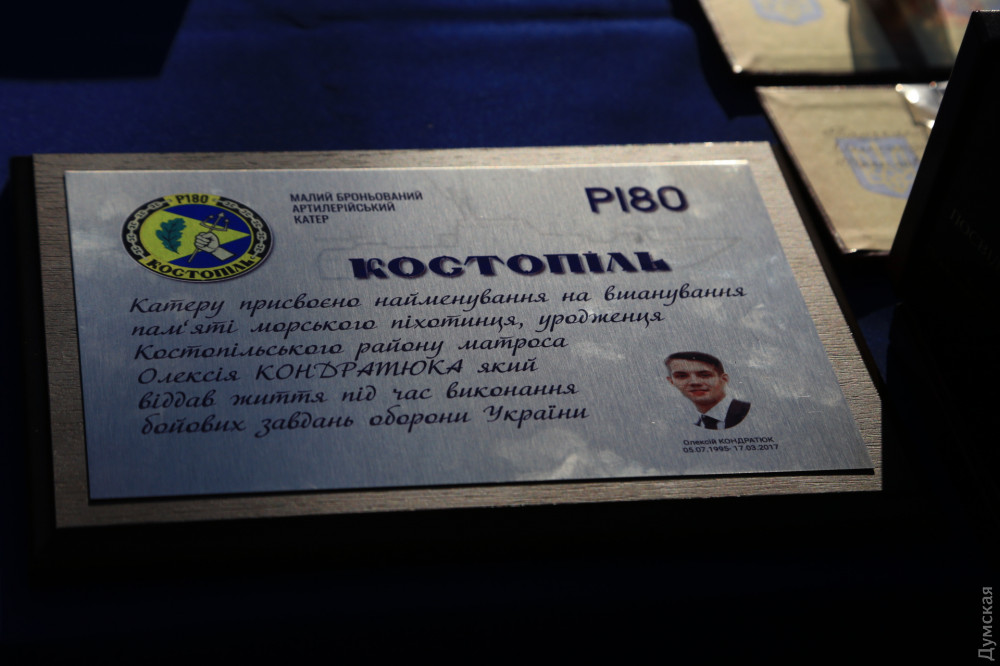 P180
КОСТОПІЛЬ
МАЛИЙ БРОНЬОВАНИЙ
АРТИЛЕРІЙСЬКИЙ
КАТЕР
P180
КОСТОПІЛЬ
Катеру присвоєно найменування на вшанування
пам'яті морського піхотинця, уродженця
Костопільського району матроса
Олексія КОНДРАТЮКА який
віддав життя під час виконання
бойових завдань оборони України
Олексій КОНДРАТЮК
05.07.1995- 17.03.2017
Думская